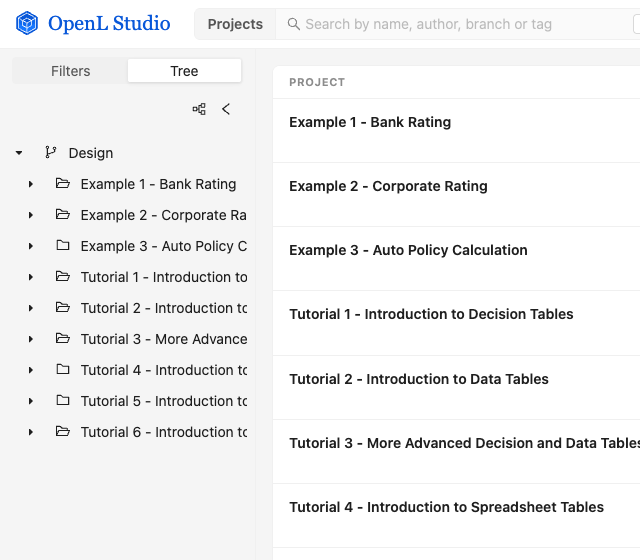 OpenL Studio
Projects
Search by name, author, branch or tab
Filters
Tree
Design
Example 1 - Bank Rating
Example 2 - Corporate Ra
Example 3 - Auto Policy C
Tutorial 1 - Introduction to
Tutorial 2 - Introduction to
Tutorial 3 - More Advance
Tutorial 4 - Introduction to
Tutorial 5 - Introduction to
Tutorial 6 - Introduction to
PROJECT
Example 1 - Bank Rating
Example 2 - Corporate Rating
Example 3 - Auto Policy Calculation
Tutorial 1 - Introduction to Decision Tables
Tutorial 2 - Introduction to Data Tables
Tutorial 3 - More Advanced Decision and Data Tables
Tutorial 4 - Introduction to Spreadsheet Tables